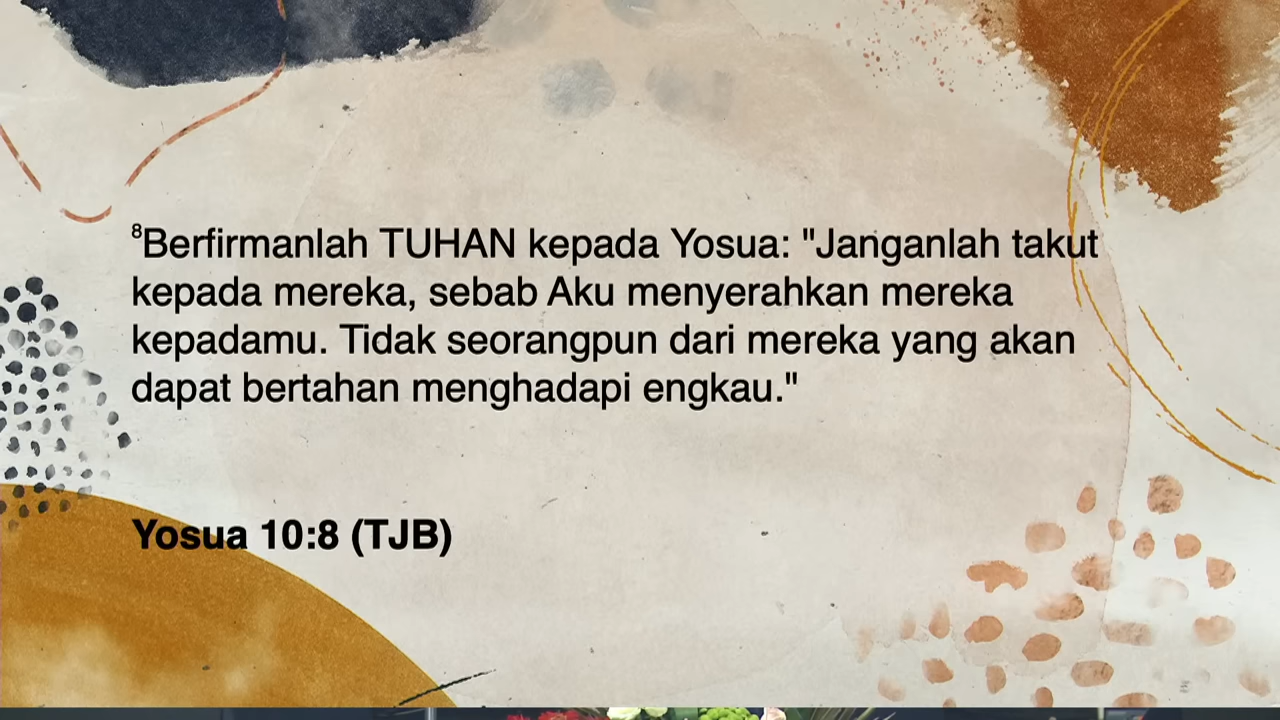 ⁸Berfirmanlah TUHAN kepada Yosua: "Janganlah takut
kepada mereka, sebab Aku menyerahkan mereka
kepadamu. Tidak seorangpun dari mereka yang akan
dapat bertahan menghadapi engkau."
Yosua 10:8 (TJB)